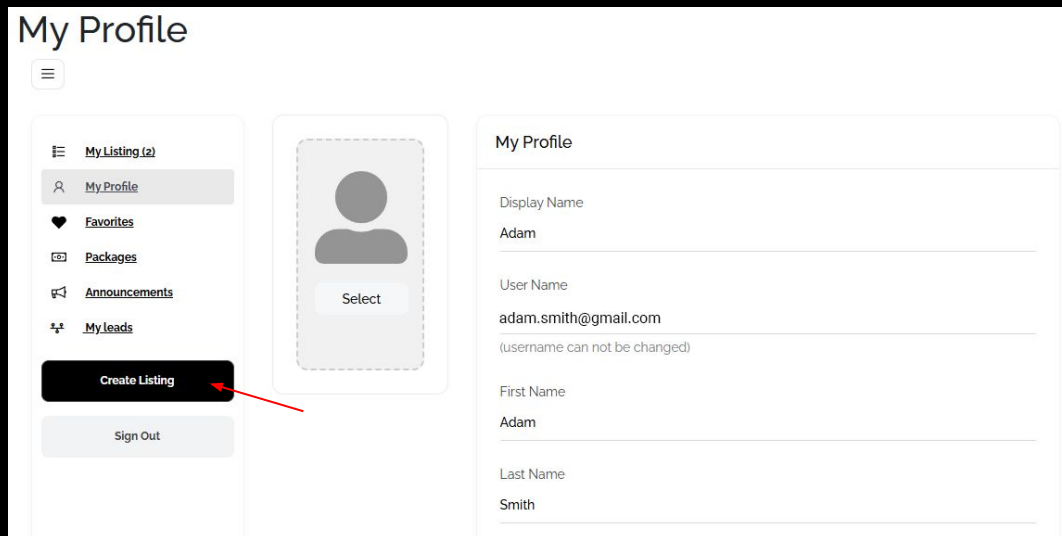 My Profile
My Listing (2)
My Profile
Favorites
Packages
Announcements
My leads
Create Listing
Sign Out
Select
My Profile
Display Name
Adam
User Name
adam.smith@gmail.com
(username can not be changed)
First Name
Adam
Last Name
Smith